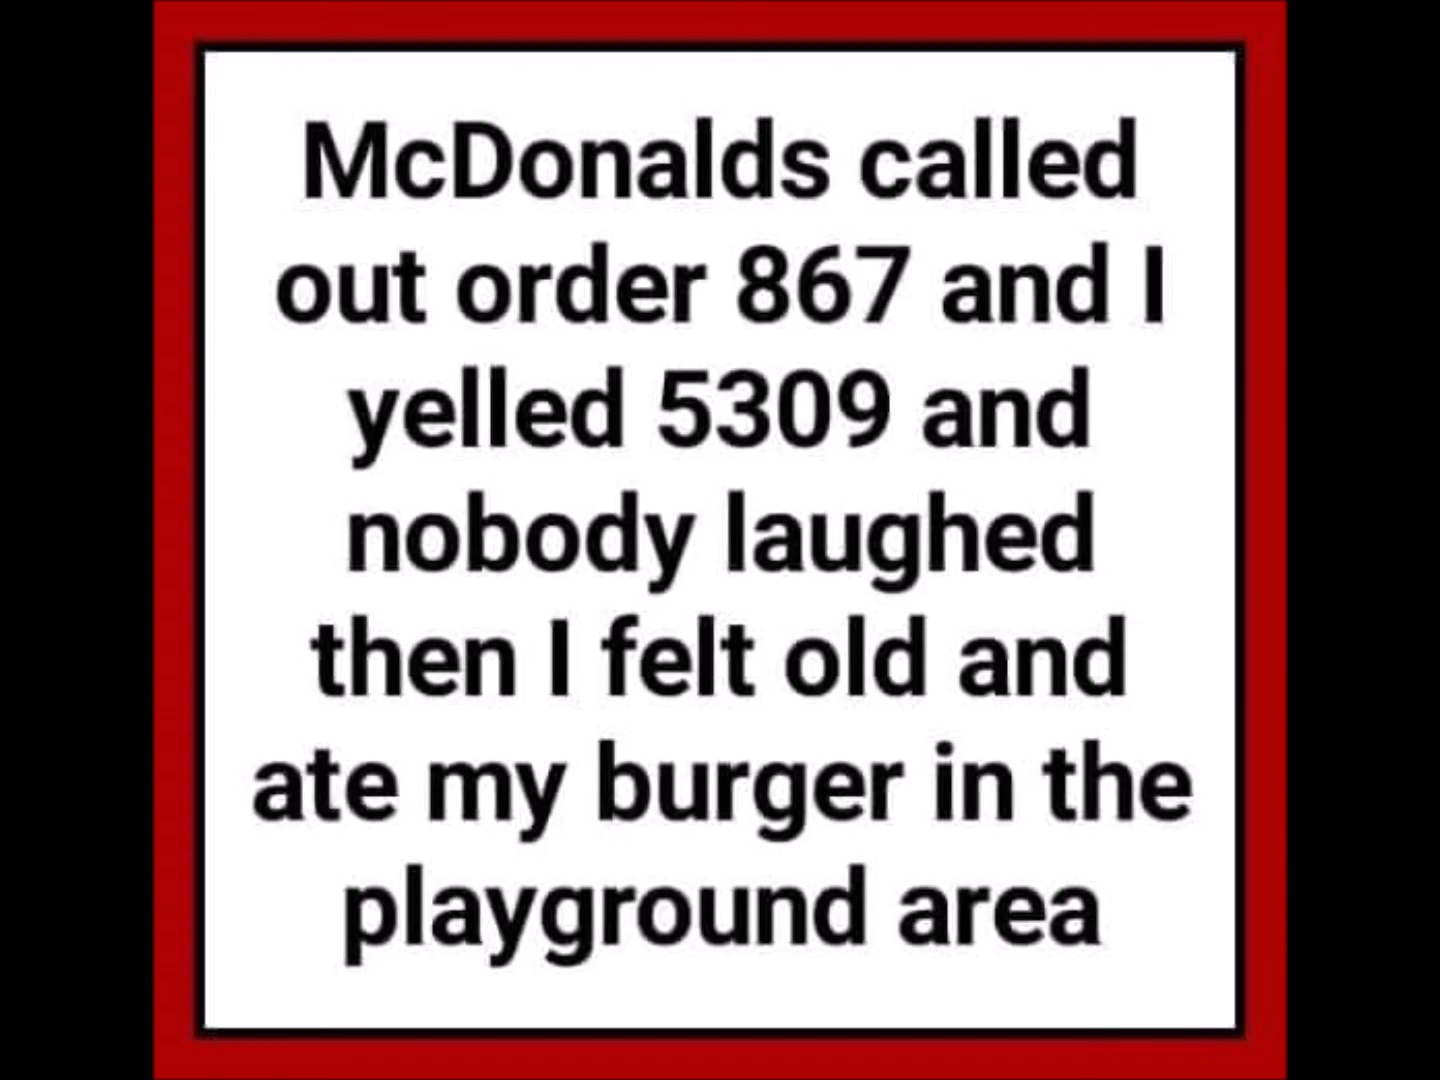 McDonalds called
out order 867 and I
yelled 5309 and
nobody laughed
then I felt old and
ate my burger in the
playground area